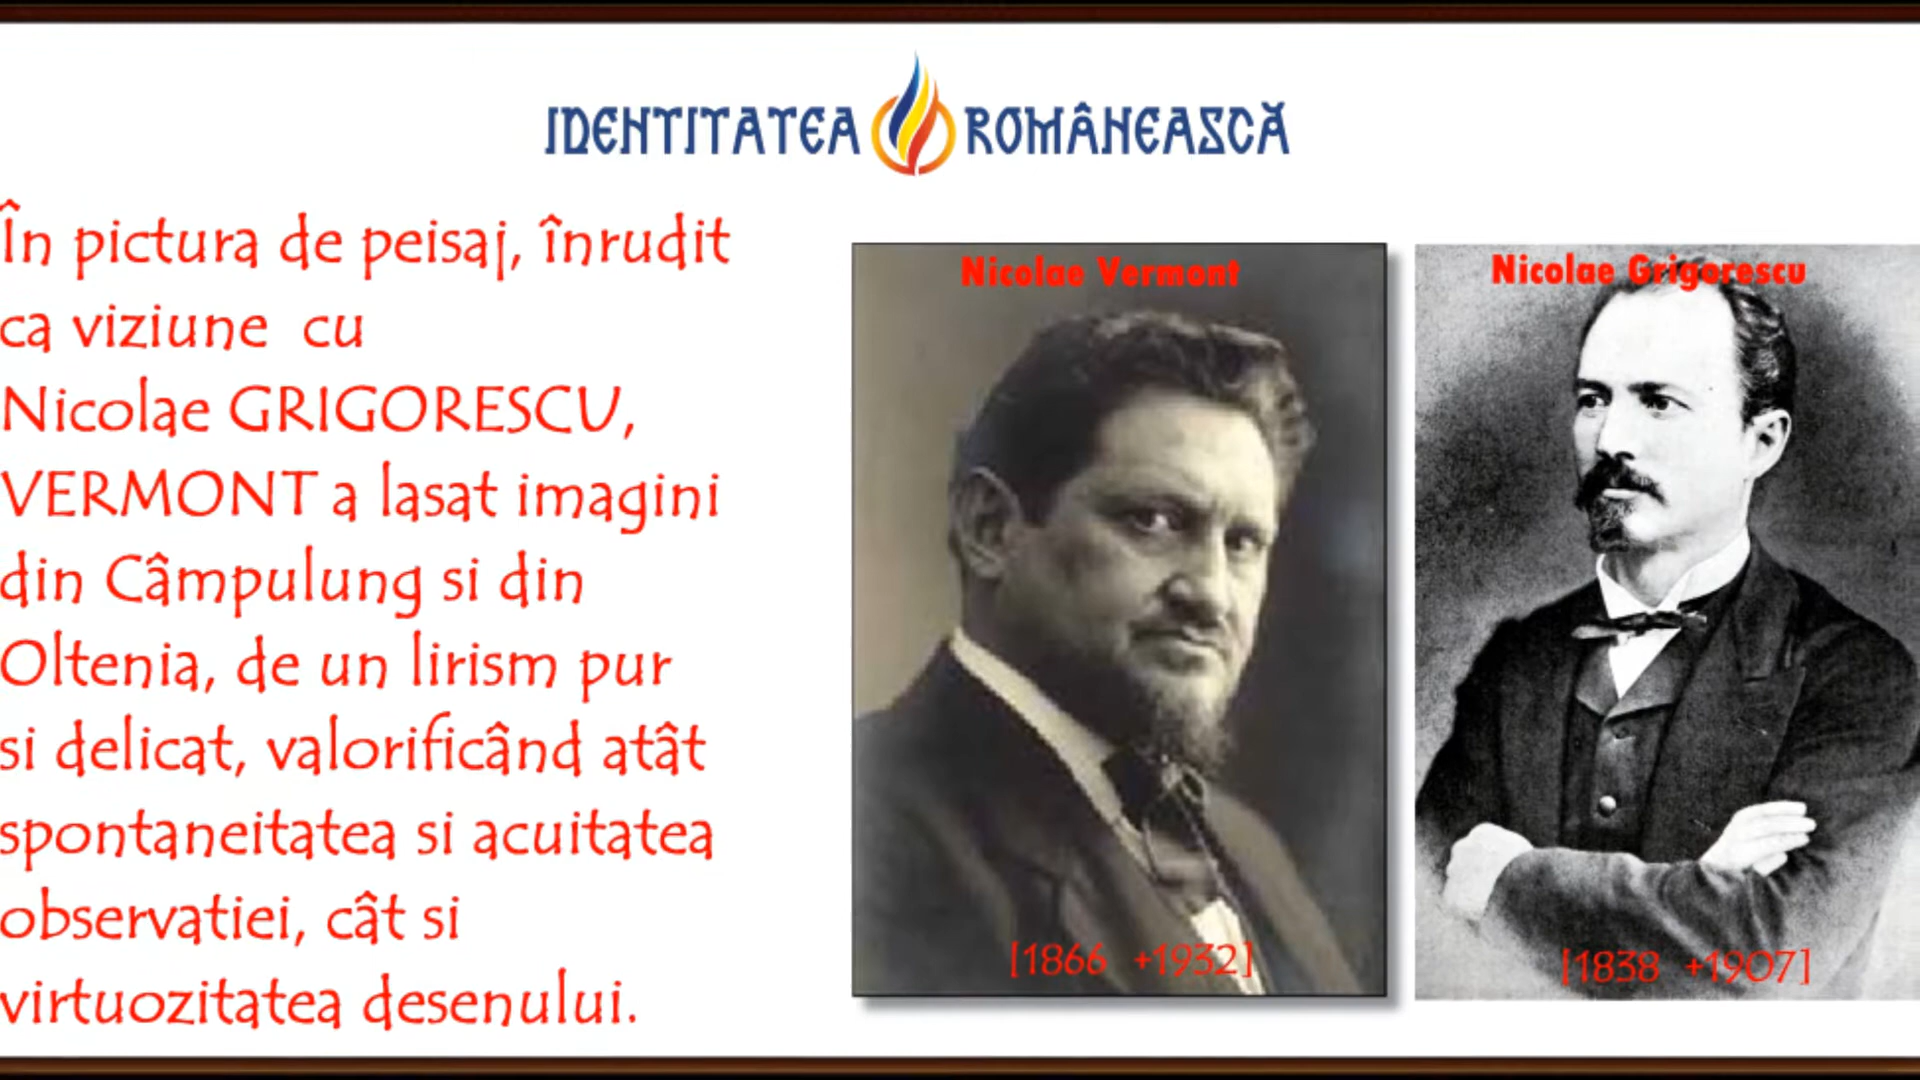 IDENTITATEA ROMÂNEASCĂ
În pictura de peisaj, înrudit
ca viziune cu
Nicolae GRIGORESCU,
VERMONT a lasat imagini
din Câmpulung si din
Oltenia, de un lirism pur
si delicat, valorificând atât
spontaneitatea si acuitatea
observatiei, cât si
virtuozitatea desenului.
Nicolae Vermont
[1866 +1932]
Nicolae Grigorescu
[1838 +1907]